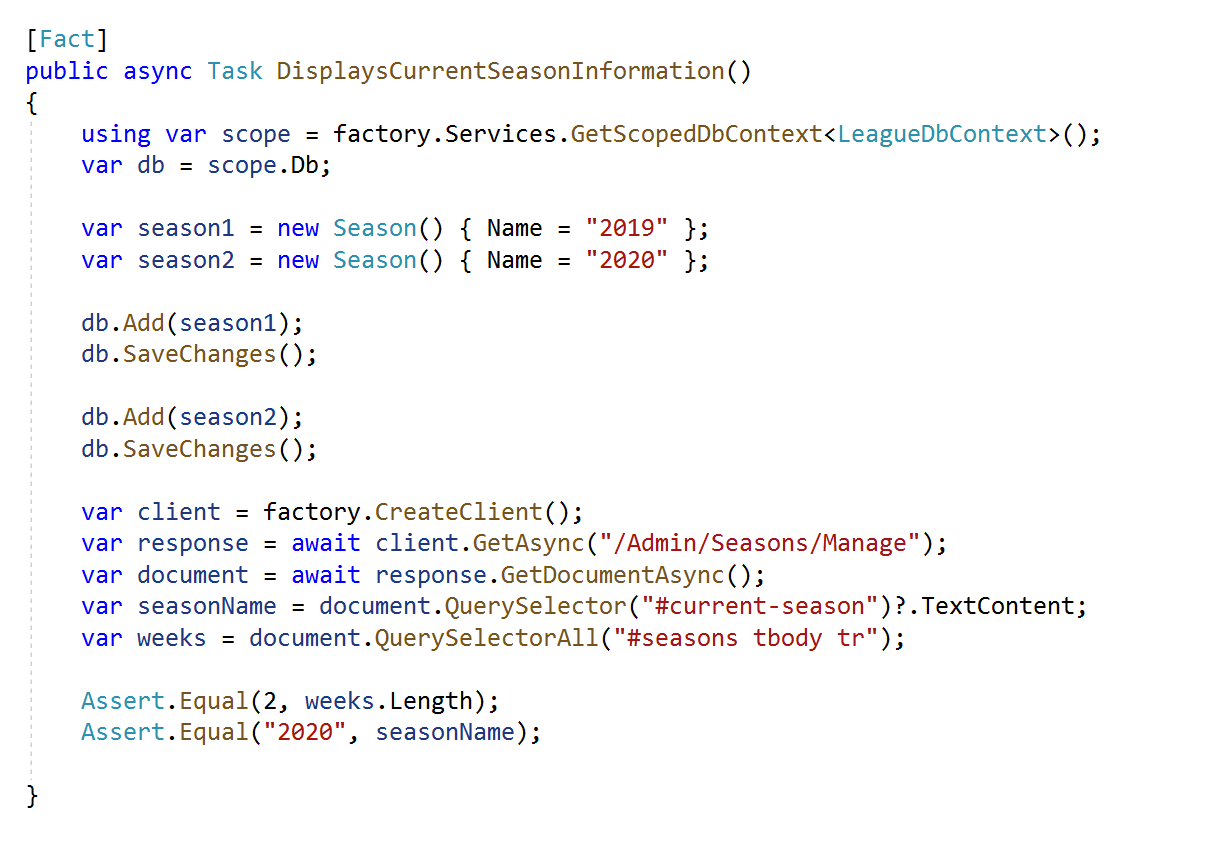 [Fact]
public async Task DisplaysCurrentSeasonInformation()
{
    using var scope = factory.Services.GetScopedDbContext<LeagueDbContext>();
    var db = scope.Db;

    var season1 = new Season() { Name = "2019" };
    var season2 = new Season() { Name = "2020" };

    db.Add(season1);
    db.SaveChanges();

    db.Add(season2);
    db.SaveChanges();

    var client = factory.CreateClient();
    var response = await client.GetAsync("/Admin/Seasons/Manage");
    var document = await response.GetDocumentAsync();
    var seasonName = document.QuerySelector("#current-season")?.TextContent;
    var weeks = document.QuerySelectorAll("#seasons tbody tr");

    Assert.Equal(2, weeks.Length);
    Assert.Equal("2020", seasonName);

}